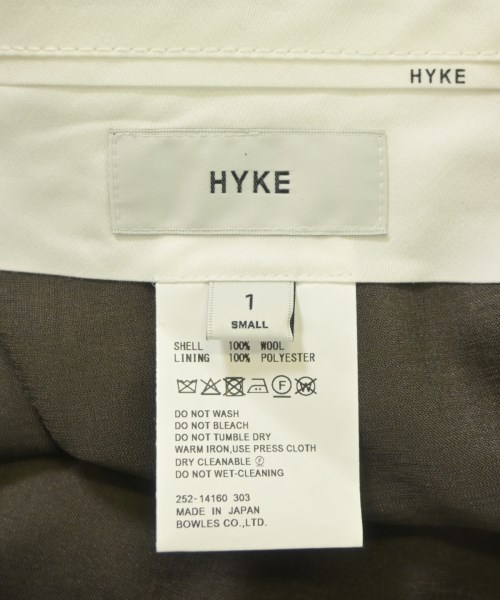 HYKE
HYKE
1
SMALL
SHELL 100% WOOL
LINING 100% POLYESTER
DO NOT WASH
DO NOT BLEACH
DO NOT TUMBLE DRY
WARM IRON,USE PRESS CLOTH
DRY CLEANABLE Ⓕ
DO NOT WET-CLEANING
252-14160 303
MADE IN JAPAN
BOWLES CO.,LTD.